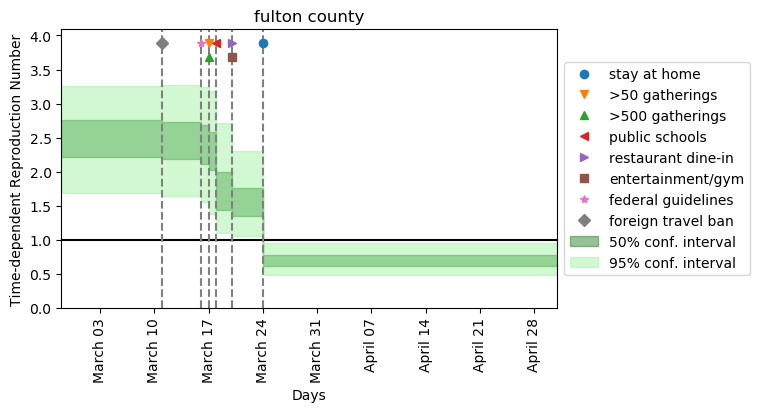 fulton county
Time-dependent Reproduction Number
4.0
3.5
3.0
2.5
2.0
1.5
1.0
0.5
0.0
March 03
March 10
March 17
March 24
March 31
April 07
April 14
April 21
April 28
Days
stay at home
>50 gatherings
>500 gatherings
public schools
restaurant dine-in
entertainment/gym
federal guidelines
foreign travel ban
50% conf. interval
95% conf. interval